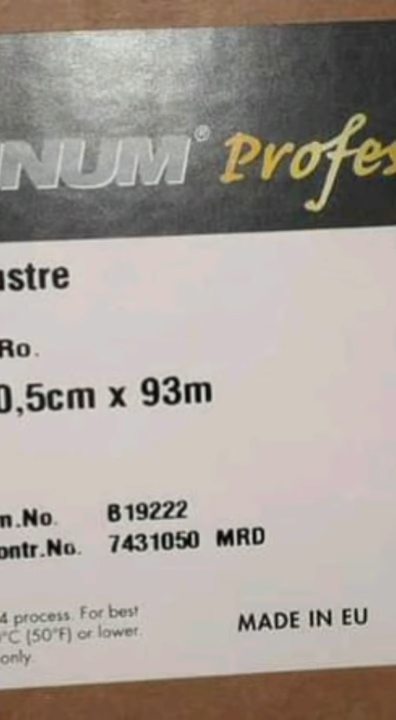 NUM® Profes
ustre
Ro.
0,5cm x 93m
m.No. B19222
ontr.No. 7431050 MRD
4 process. For best
°C (50°F) or lower.
only.
MADE IN EU